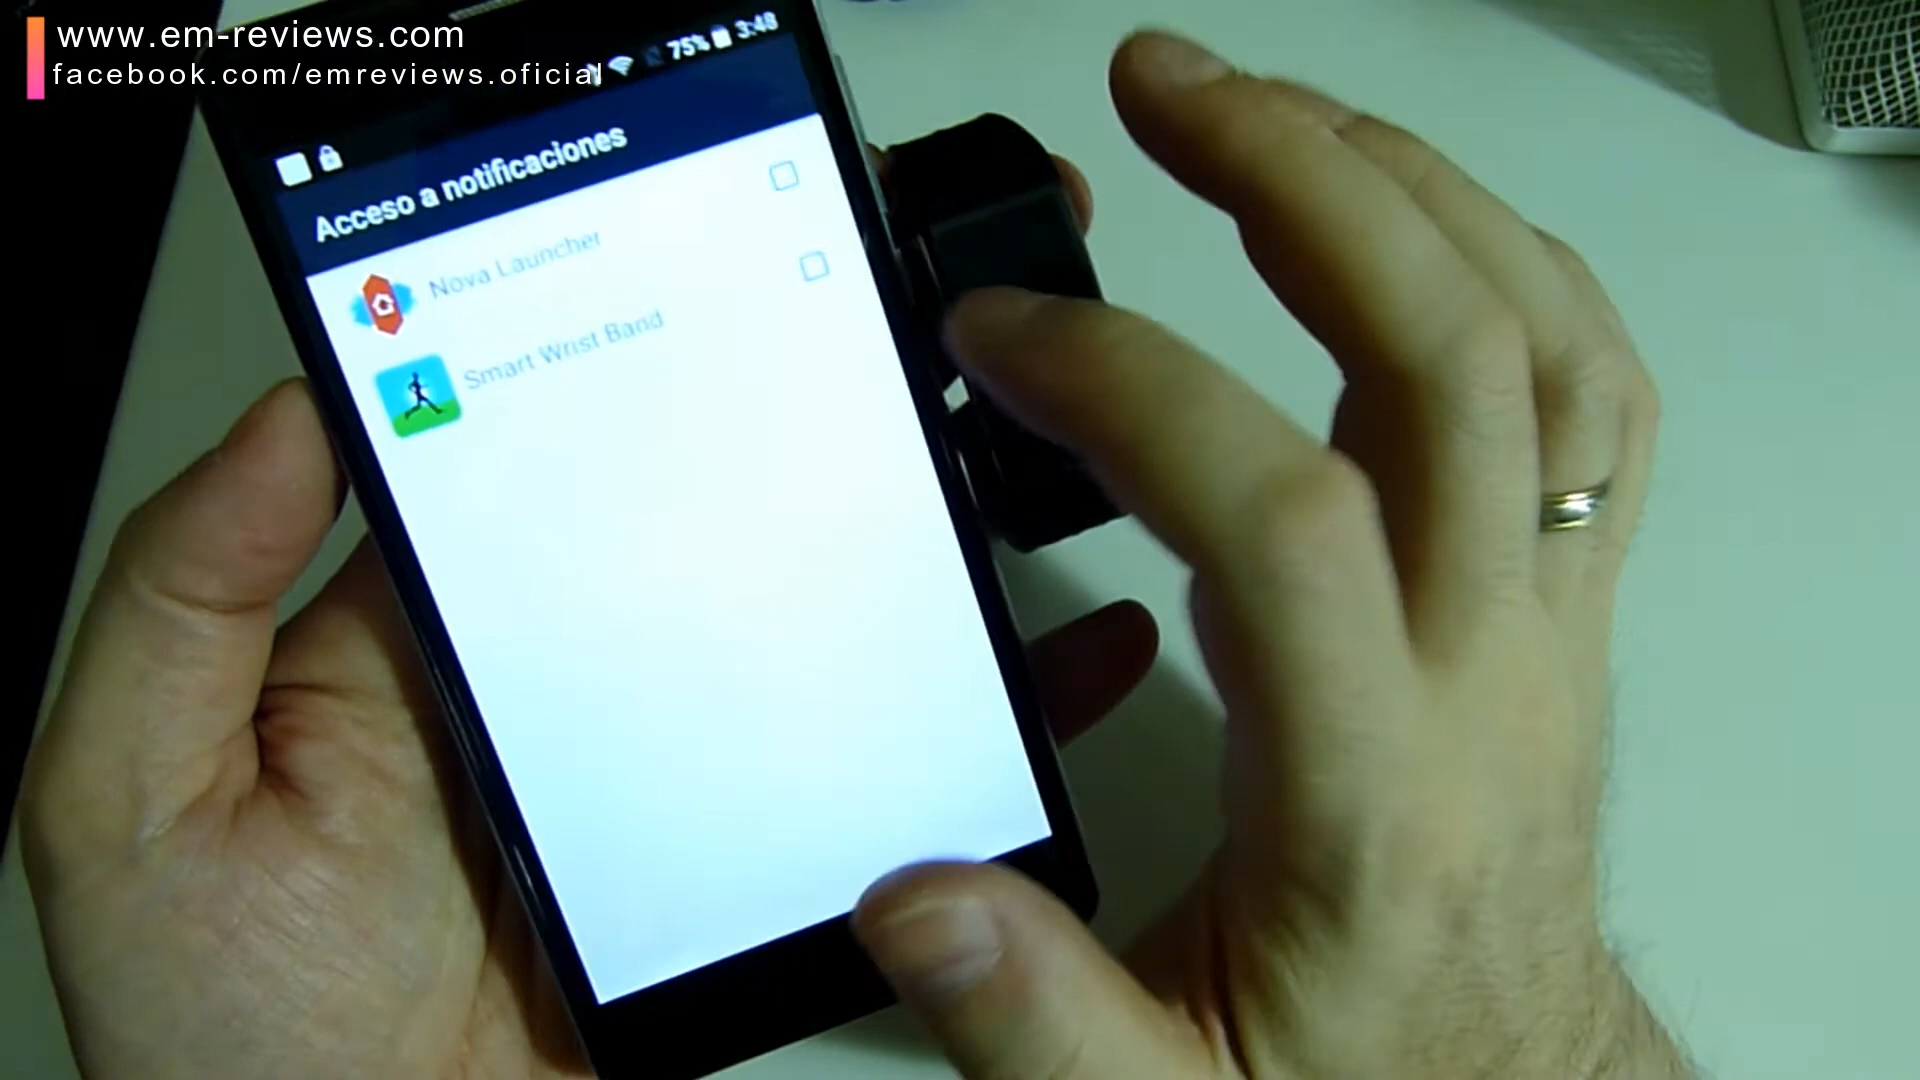 www.em-reviews.com
facebook.com/emreviews.oficial
75% 3:48
Acceso a notificaciones
Nova Launcher
Smart Wrist Band